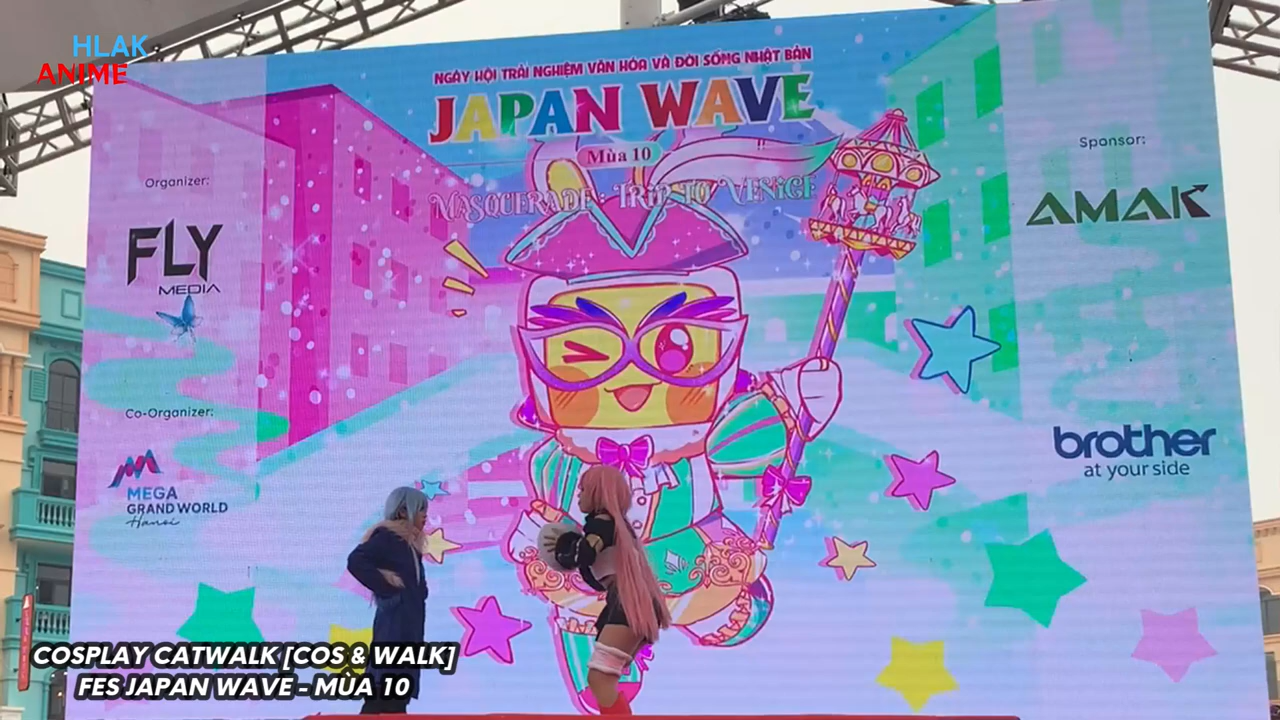 HLAK
ANIME
NGÀY HỘI TRẢI NGHIỆM VĂN HÓA VÀ ĐỜI SỐNG NHẬT BẢN
JAPAN WAVE
Mùa 10
MASQUERADE: TRIP TO VENICE
Organizer:
FLY
MEDIA
Co-Organizer:
MEGA
GRAND WORLD
Hanoi
Sponsor:
AMAK
brother
at your side
COSPLAY CATWALK [COS & WALK]
FES JAPAN WAVE - MÙA 10